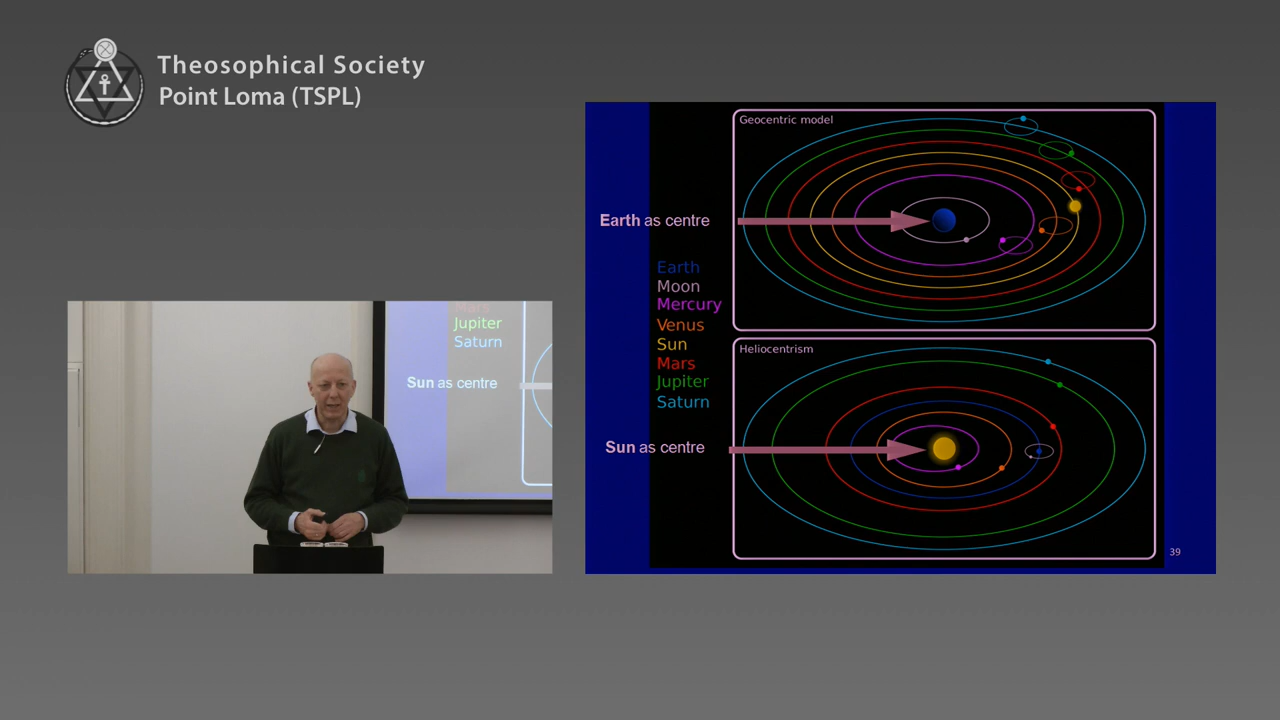 Theosophical Society
Point Loma (TSPL)
Geocentric model
Earth as centre
Earth
Moon
Mercury
Venus
Sun
Mars
Jupiter
Saturn
Heliocentrism
Sun as centre
39
Mars
Jupiter
Saturn
Sun as centre